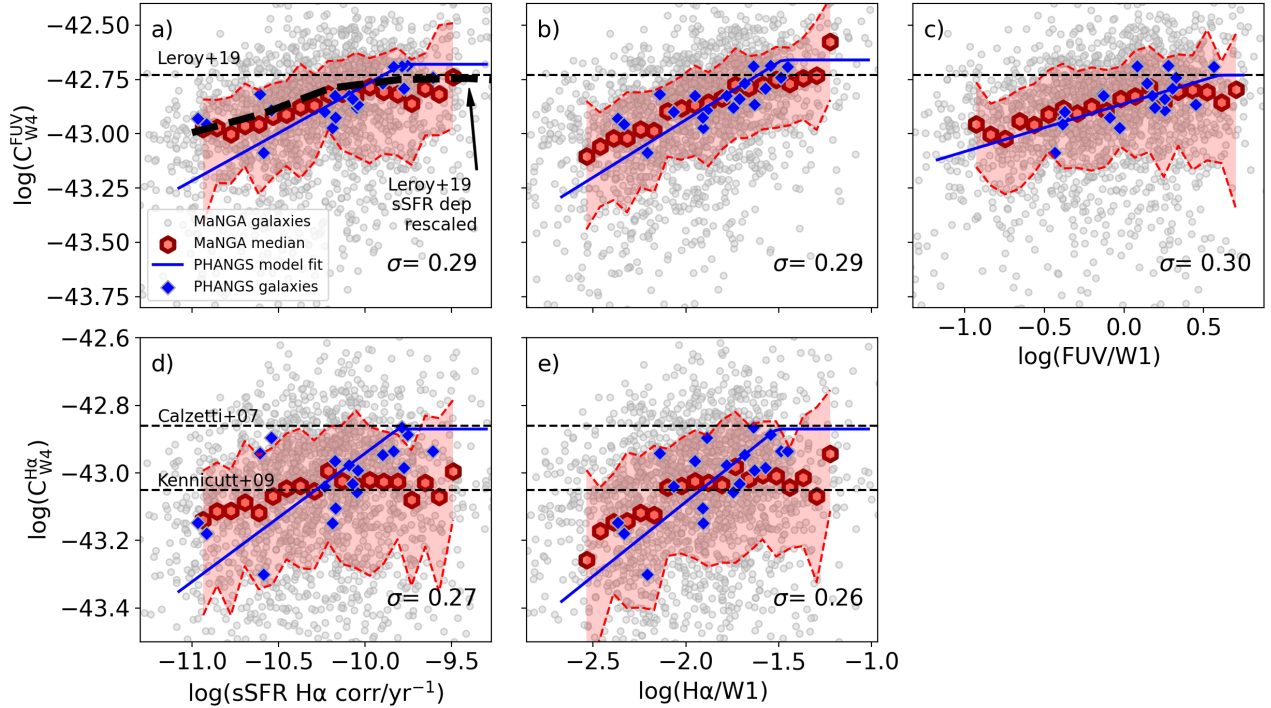 a)
b)
c)
−42.50
−42.75
−43.00
−43.25
−43.50
−43.75
log(C^FUV_W4)
Leroy+19
Leroy+19
sSFR dep
rescaled
MaNGA galaxies
MaNGA median
PHANGS model fit
PHANGS galaxies
σ= 0.29
σ= 0.29
σ= 0.30
−1.0
−0.5
0.0
0.5
log(FUV/W1)
d)
e)
−42.6
−42.8
−43.0
−43.2
−43.4
log(C^Hα_W4)
Calzetti+07
Kennicutt+09
σ= 0.27
σ= 0.26
−11.0
−10.5
−10.0
−9.5
log(sSFR Hα corr/yr⁻¹)
−2.5
−2.0
−1.5
−1.0
log(Hα/W1)